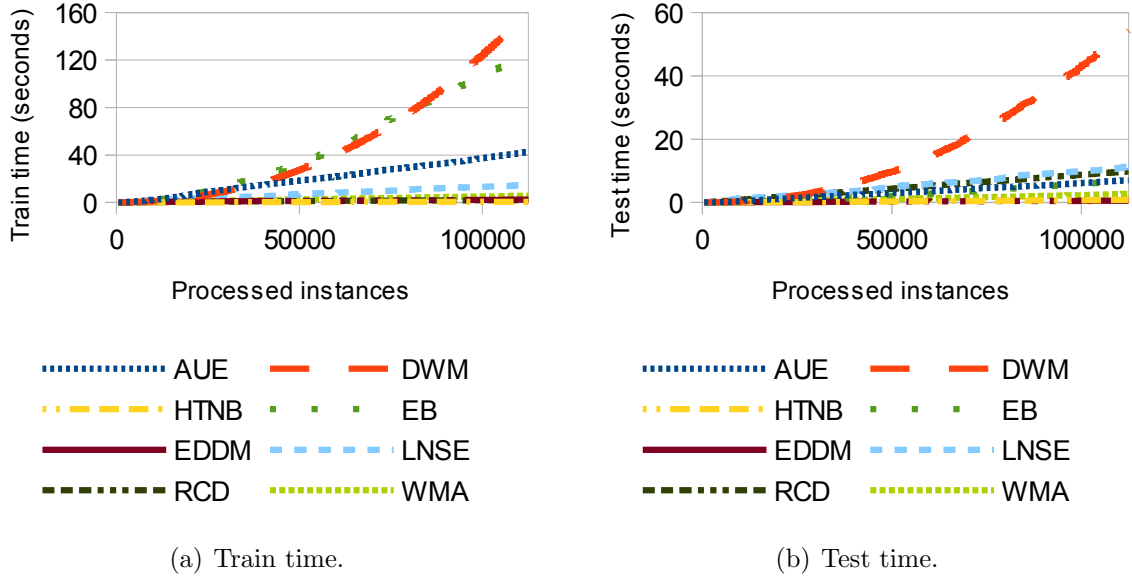 160
120
80
40
0
Train time (seconds)
0 50000 100000
Processed instances
AUE DWM
HTNB EB
EDDM LNSE
RCD WMA
(a) Train time.
60
40
20
0
Test time (seconds)
0 50000 100000
Processed instances
AUE DWM
HTNB EB
EDDM LNSE
RCD WMA
(b) Test time.